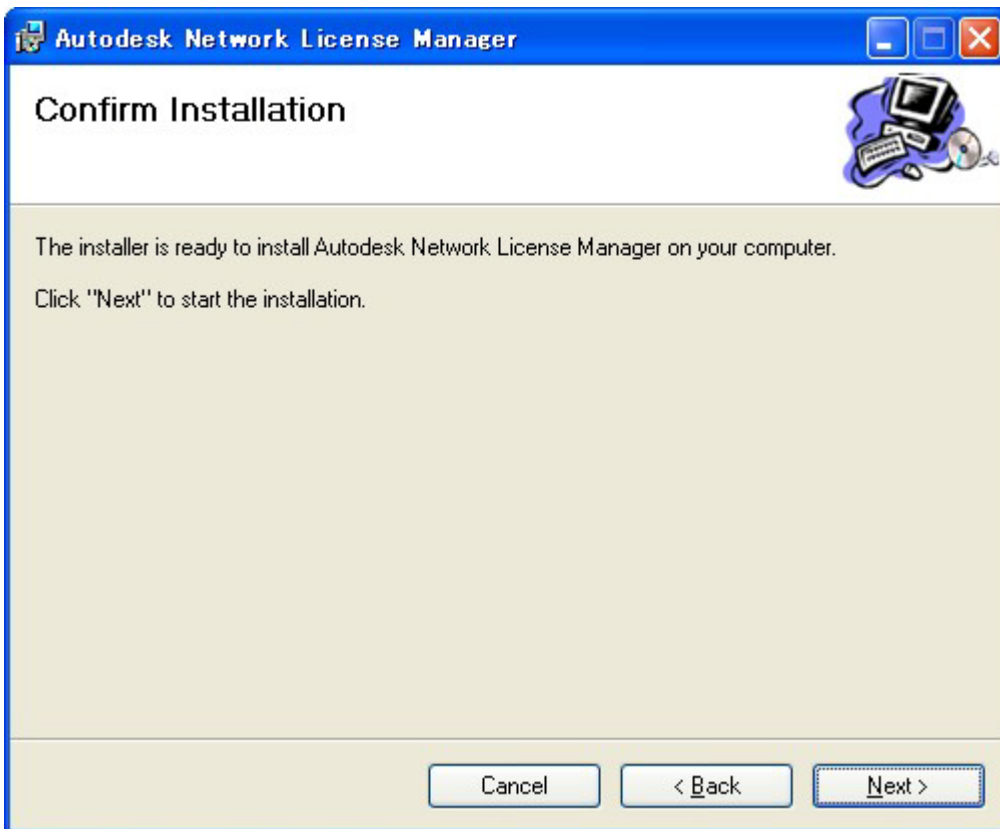 Autodesk Network License Manager
Confirm Installation
The installer is ready to install Autodesk Network License Manager on your computer.
Click "Next" to start the installation.
Cancel
< Back
Next >